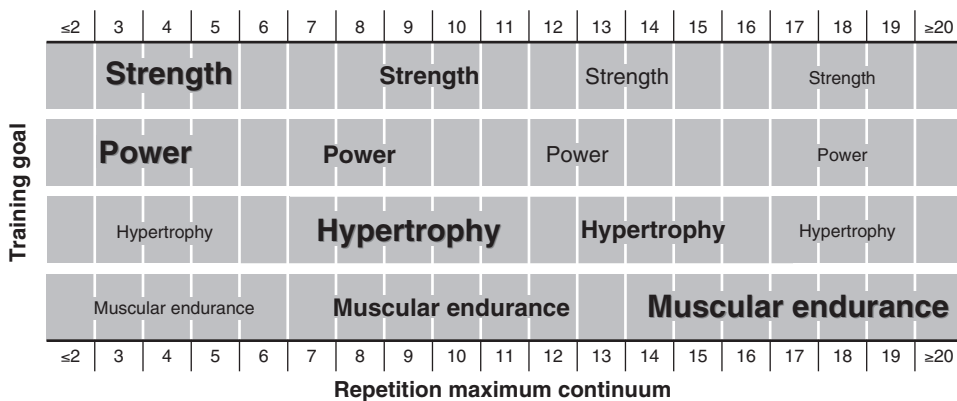 ≤2 3 4 5 6 7 8 9 10 11 12 13 14 15 16 17 18 19 ≥20
Training goal
Strength Strength Strength Strength
Power Power Power Power
Hypertrophy Hypertrophy Hypertrophy Hypertrophy
Muscular endurance Muscular endurance Muscular endurance
≤2 3 4 5 6 7 8 9 10 11 12 13 14 15 16 17 18 19 ≥20
Repetition maximum continuum